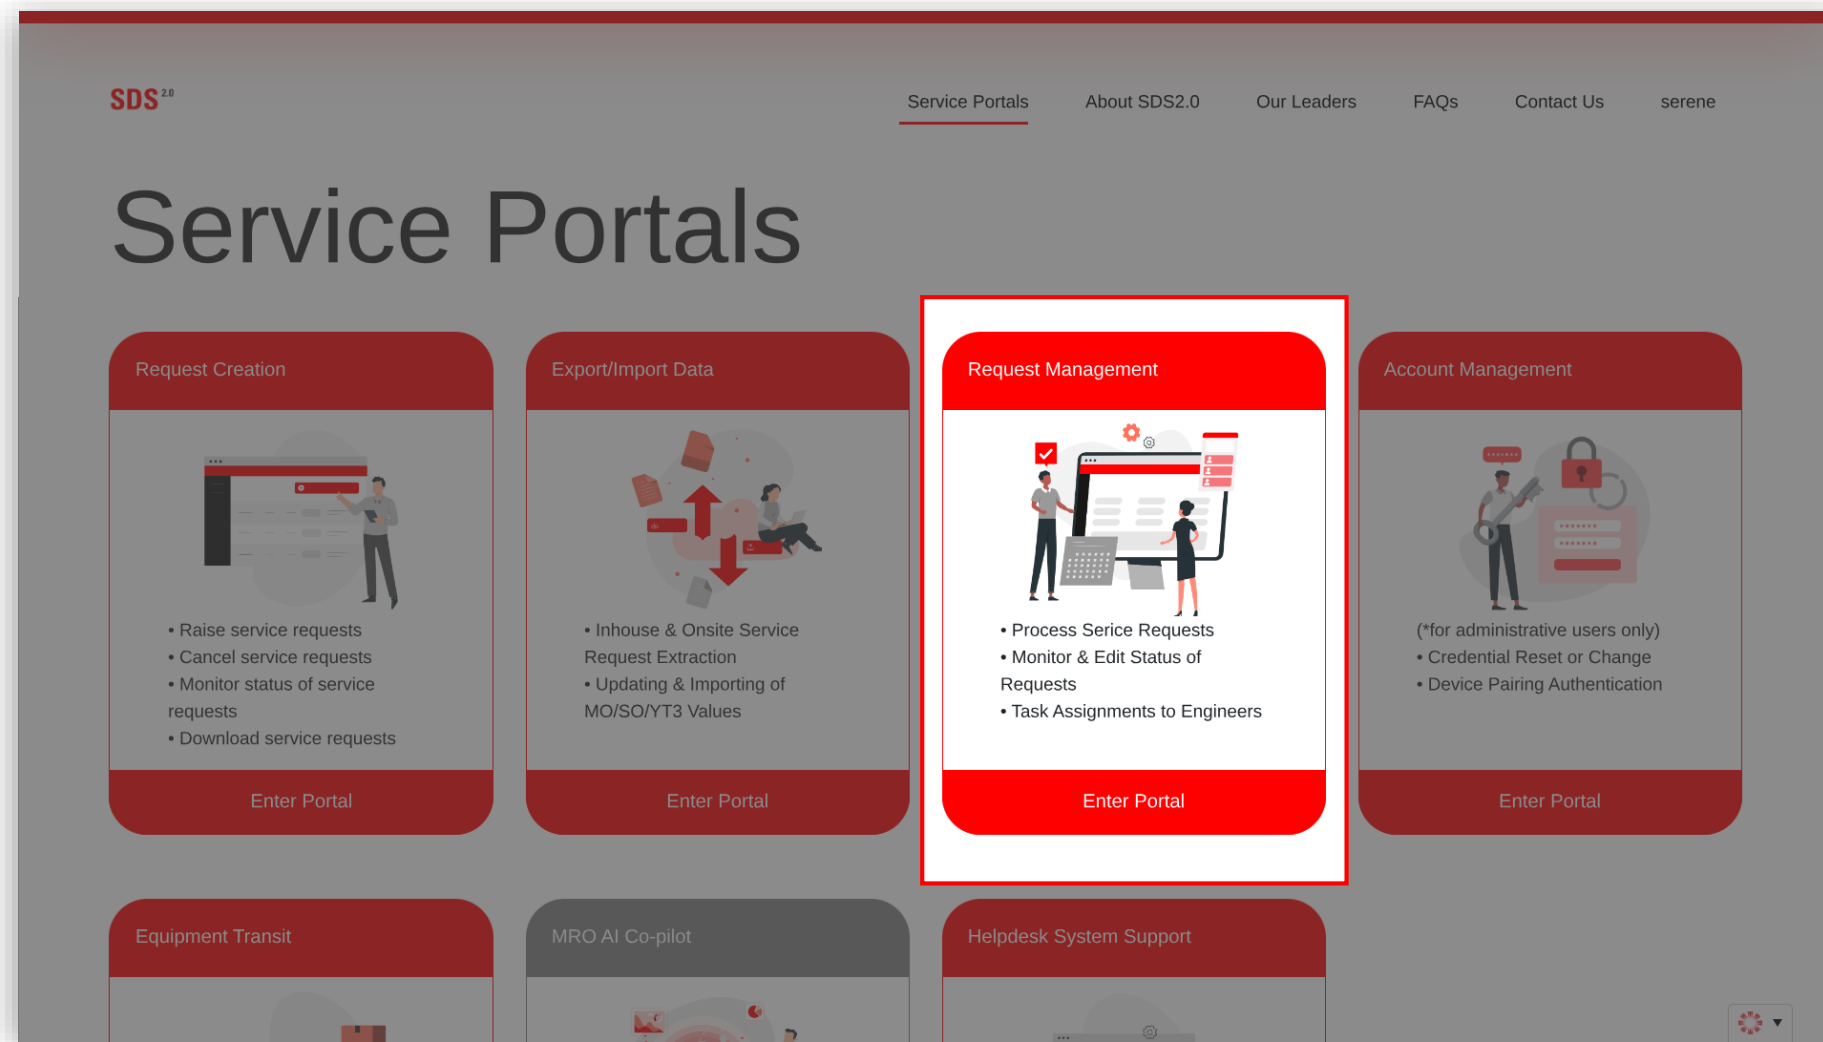 SDS 2.0
Service Portals
About SDS2.0
Our Leaders
FAQs
Contact Us
serene
Service Portals
Request Creation
• Raise service requests
• Cancel service requests
• Monitor status of service
requests
• Download service requests
Enter Portal
Export/Import Data
• Inhouse & Onsite Service
Request Extraction
• Updating & Importing of
MO/SO/YT3 Values
Enter Portal
Request Management
• Process Serice Requests
• Monitor & Edit Status of
Requests
• Task Assignments to Engineers
Enter Portal
Account Management
(*for administrative users only)
• Credential Reset or Change
• Device Pairing Authentication
Enter Portal
Equipment Transit
MRO AI Co-pilot
Helpdesk System Support